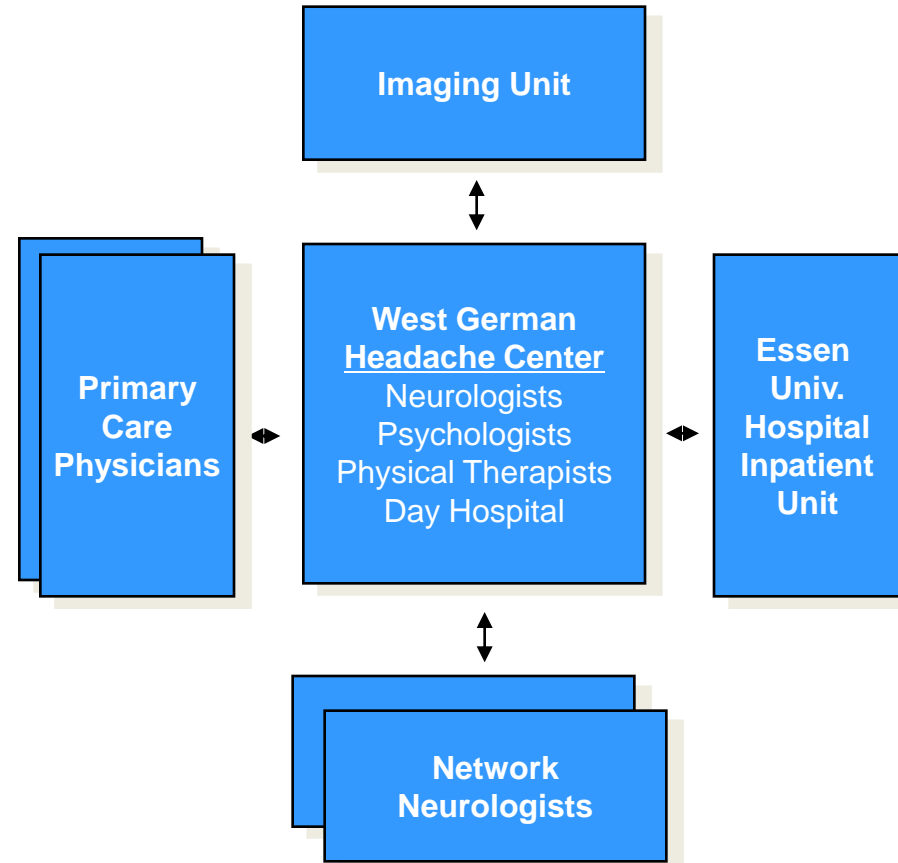 Imaging Unit
West German
Headache Center
Neurologists
Psychologists
Physical Therapists
Day Hospital
Primary
Care
Physicians
Essen
Univ.
Hospital
Inpatient
Unit
Network
Neurologists